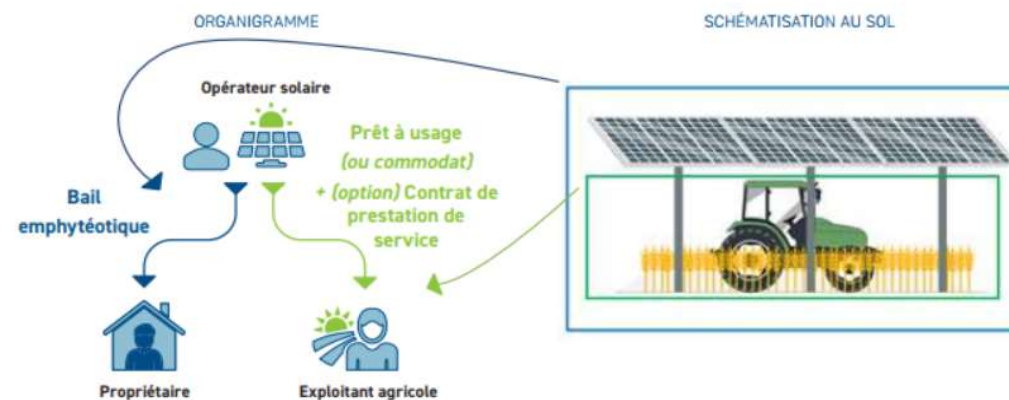 ORGANIGRAMME
SCHÉMATISATION AU SOL
Opérateur solaire
Prêt à usage
(ou commodat)
+ (option) Contrat de
prestation de
service
Bail
emphytéotique
Propriétaire
Exploitant agricole